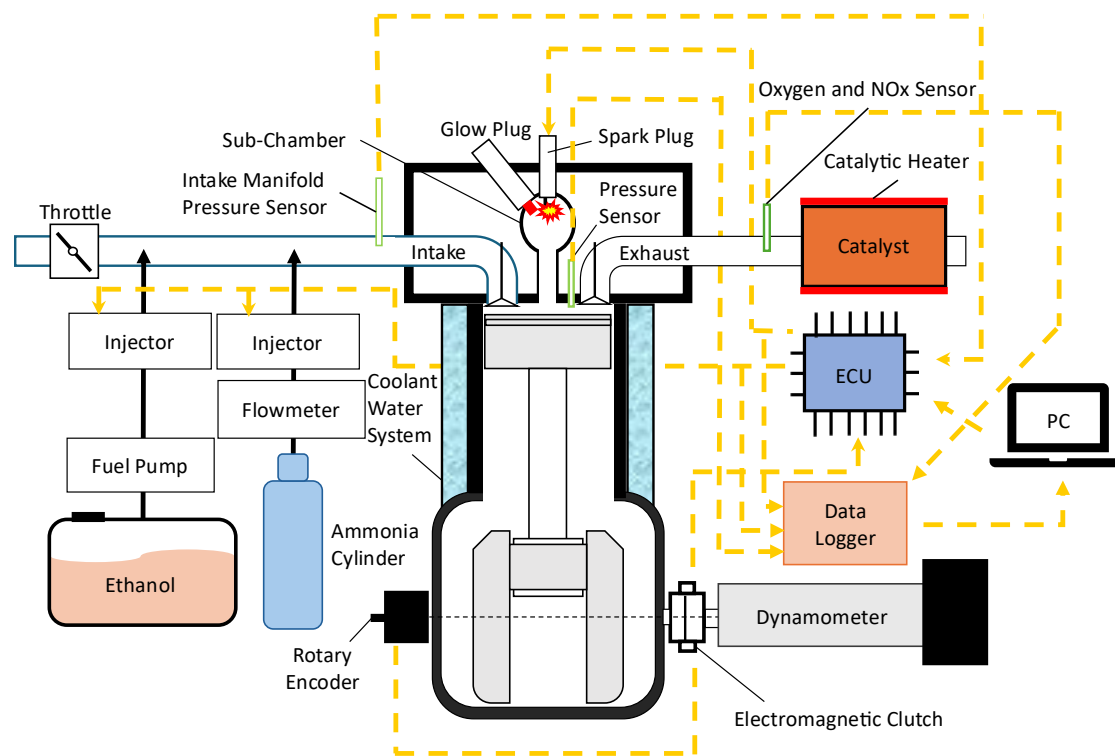 Oxygen and NOx Sensor
Glow Plug
Spark Plug
Sub-Chamber
Catalytic Heater
Intake Manifold
Pressure Sensor
Pressure
Sensor
Throttle
Intake
Exhaust
Catalyst
Injector
Injector
Coolant
Water
System
ECU
Flowmeter
PC
Fuel Pump
Data
Logger
Ammonia
Cylinder
Ethanol
Dynamometer
Rotary
Encoder
Electromagnetic Clutch